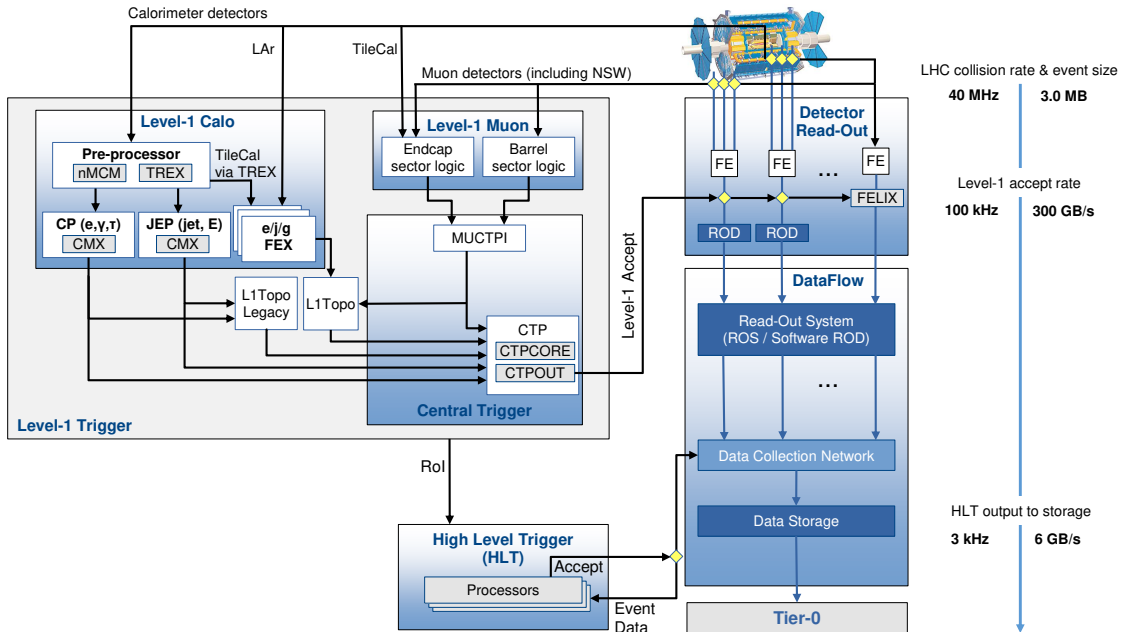 Calorimeter detectors
LAr
TileCal
Muon detectors (including NSW)
LHC collision rate & event size
40 MHz 3.0 MB
Level-1 Calo
Pre-processor
nMCM TREX
TileCal
via TREX
CP (e,γ,τ)
CMX
JEP (jet, E)
CMX
e/j/g
FEX
Level-1 Muon
Endcap
sector logic
Barrel
sector logic
Detector
Read-Out
FE FE ... FE
FELIX
ROD ROD
Level-1 accept rate
100 kHz 300 GB/s
MUCTPI
L1Topo
Legacy
L1Topo
CTP
CTPCORE
CTPOUT
Central Trigger
Level-1 Trigger
Level-1 Accept
DataFlow
Read-Out System
(ROS / Software ROD)
...
Data Collection Network
Data Storage
RoI
High Level Trigger
(HLT)
Accept
Processors
Event
Data
HLT output to storage
3 kHz 6 GB/s
Tier-0